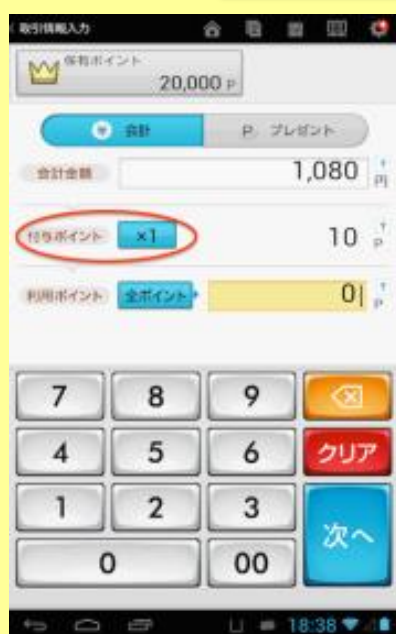 取引情報入力
保有ポイント
20,000 P
会計
P. プレゼント
会計金額
1,080 円
付与ポイント
×1
10 P
利用ポイント
全ポイント
0 P
7 8 9
4 5 6 クリア
1 2 3
次へ
0 00
18:38